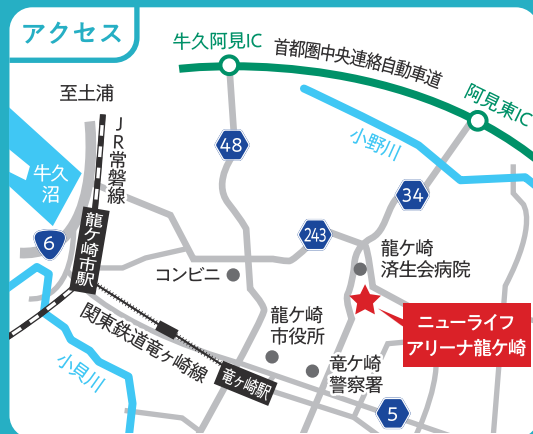 アクセス
牛久阿見IC
首都圏中央連絡自動車道
阿見東IC
至土浦
JR常磐線
小野川
牛久
沼
48
34
6
龍ケ崎市駅
243
龍ケ崎
済生会病院
コンビニ
ニューライフ
アリーナ龍ケ崎
関東鉄道竜ヶ崎線
龍ケ崎
市役所
小貝川
竜ヶ崎駅
竜ケ崎
警察署
5